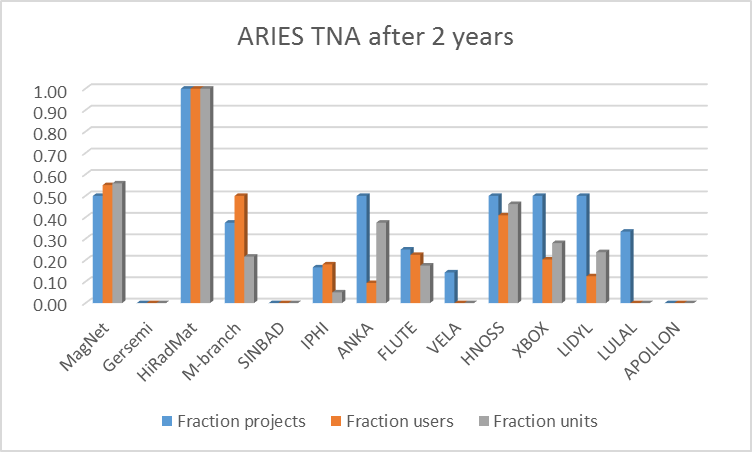 ARIES TNA after 2 years
1.00
0.90
0.80
0.70
0.60
0.50
0.40
0.30
0.20
0.10
0.00
MagNet
Gersemi
HiRadMat
M-branch
SINBAD
IPHI
ANKA
FLUTE
VELA
HNOSS
XBOX
LIDYL
LULAL
APOLLON
Fraction projects
Fraction users
Fraction units